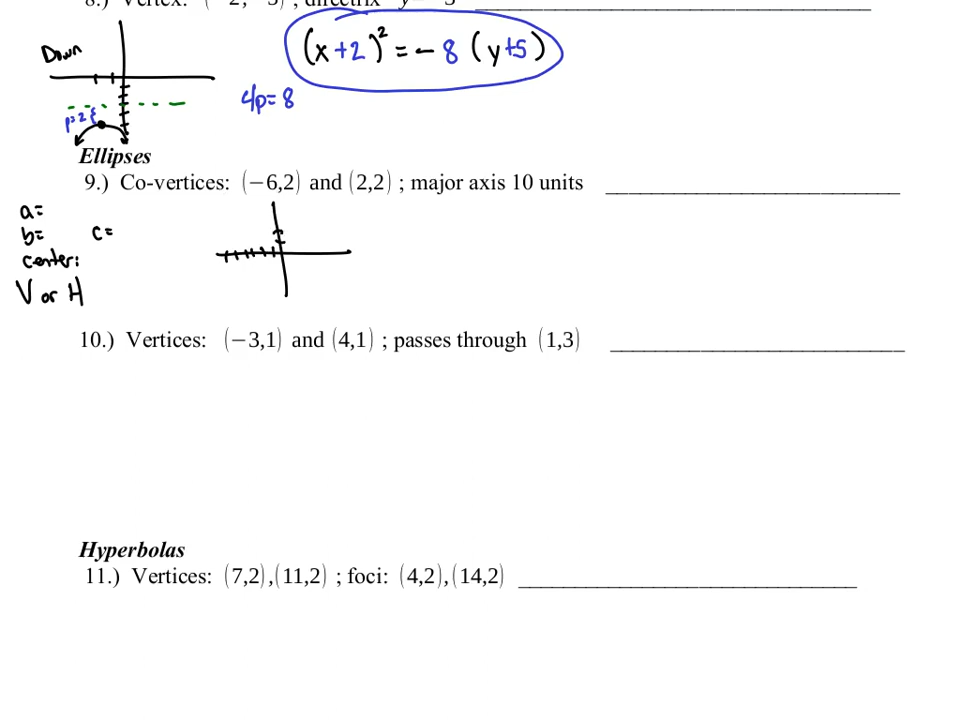 (x+2)² = -8 (y+5)
Down
4p=8
p=2
Ellipses
9.) Co-vertices: (−6,2) and (2,2) ; major axis 10 units
a=
b= c=
center:
V or H
10.) Vertices: (−3,1) and (4,1) ; passes through (1,3)
Hyperbolas
11.) Vertices: (7,2),(11,2) ; foci: (4,2),(14,2)